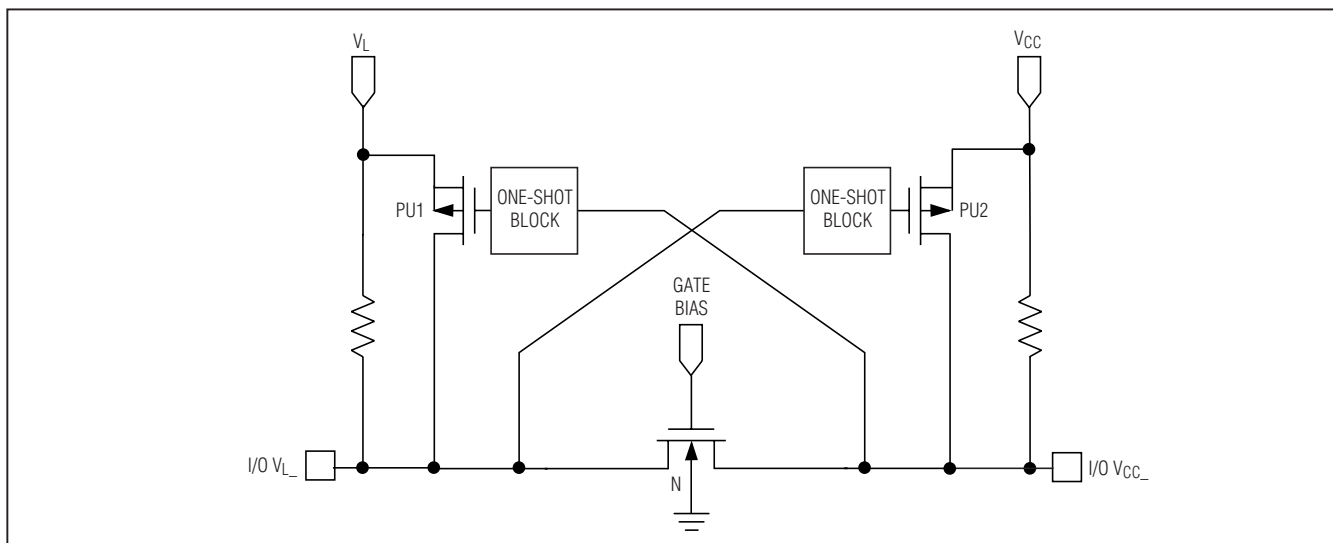 V_L
V_CC
PU1
ONE-SHOT
BLOCK
ONE-SHOT
BLOCK
PU2
GATE
BIAS
I/O V_L_
N
I/O V_CC_